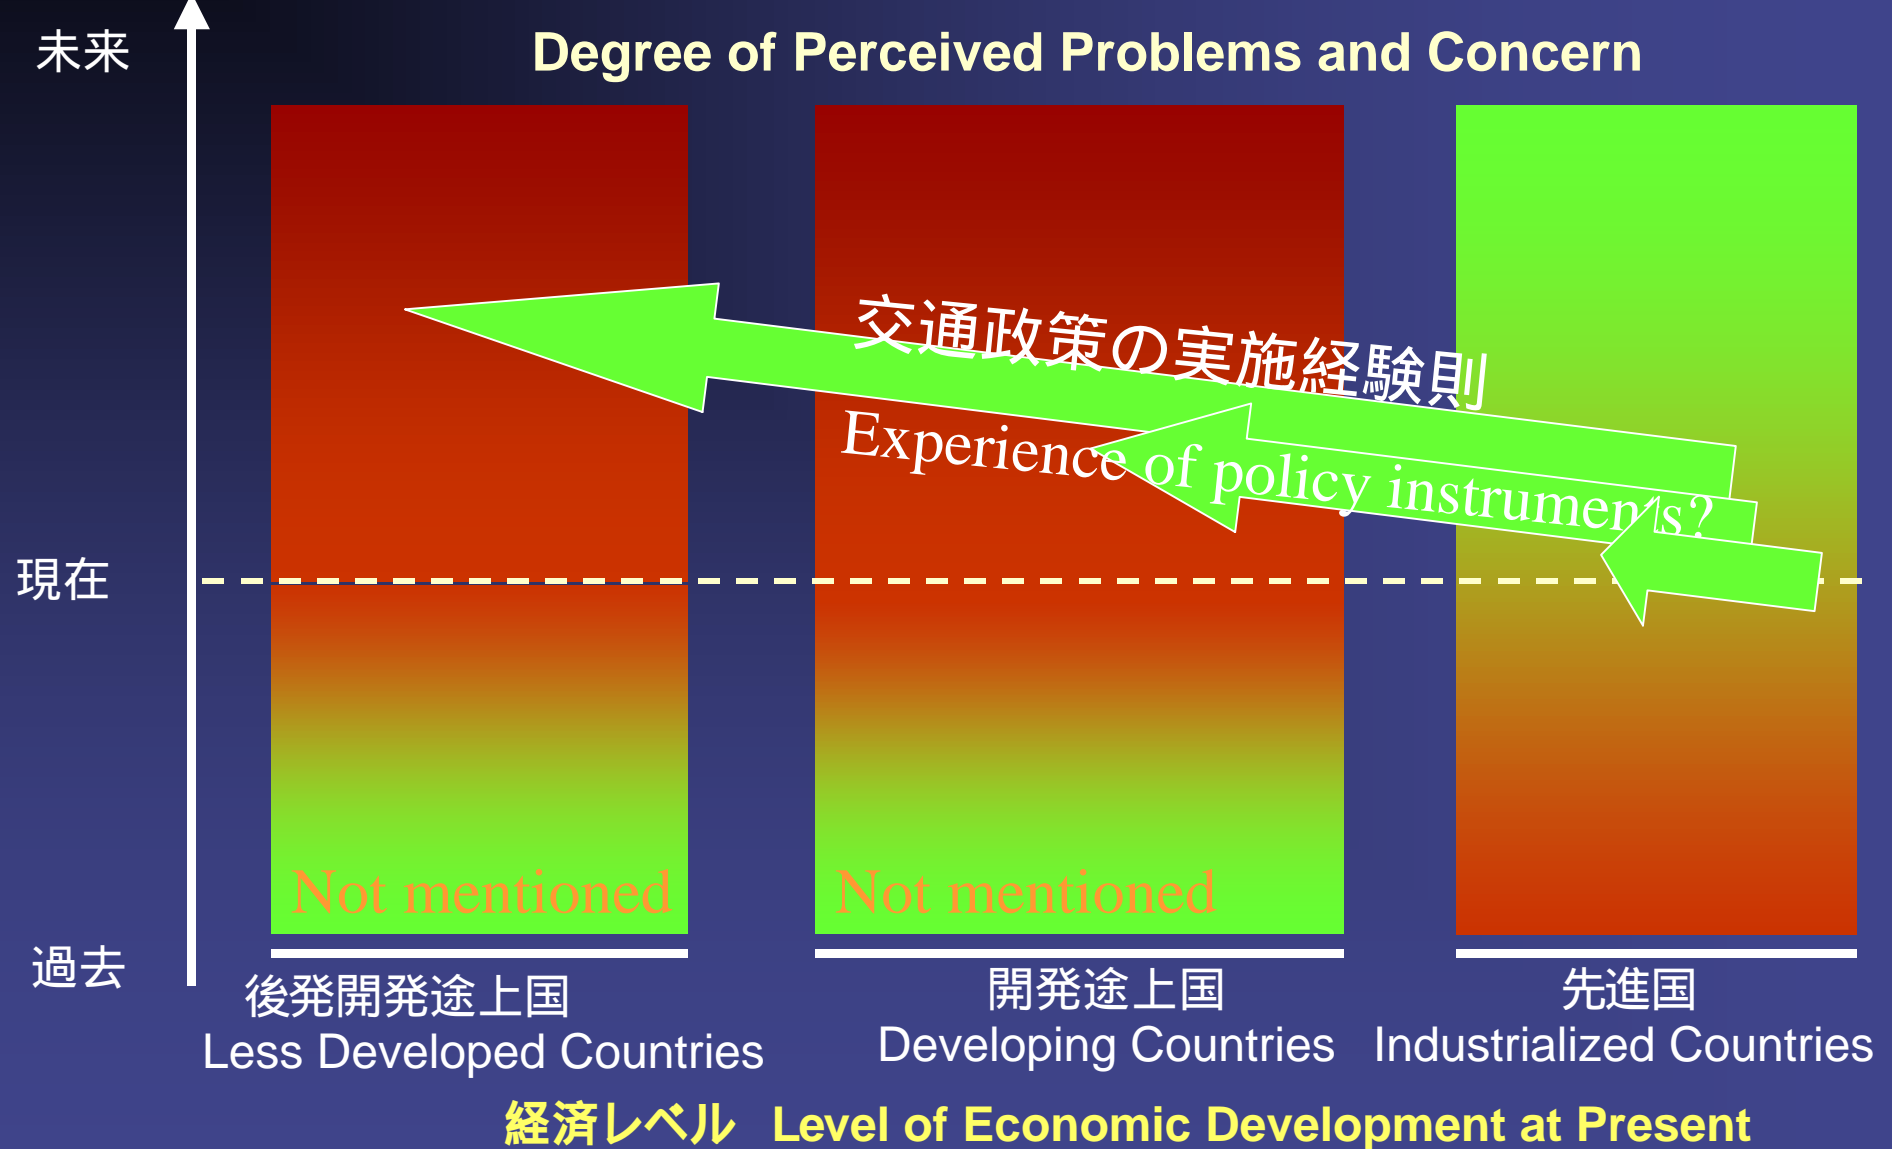 未来
Degree of Perceived Problems and Concern
交通政策の実施経験則
Experience of policy instruments?
現在
Not mentioned
Not mentioned
過去
後発開発途上国
Less Developed Countries
開発途上国
Developing Countries
先進国
Industrialized Countries
経済レベル Level of Economic Development at Present